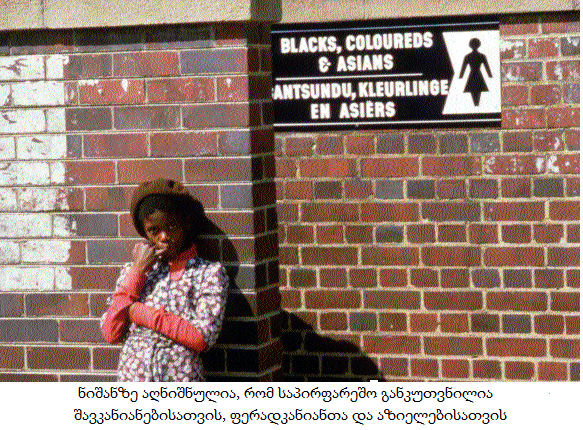 BLACKS, COLOUREDS
& ASIANS
BANTSUNDU, KLEURLINGE
EN ASIËRS
ნიშანზე აღნიშნულია, რომ საპირფარეშო განკუთვნილია
შავკანიანებისათვის, ფერადკანიანთა და აზიელებისათვის